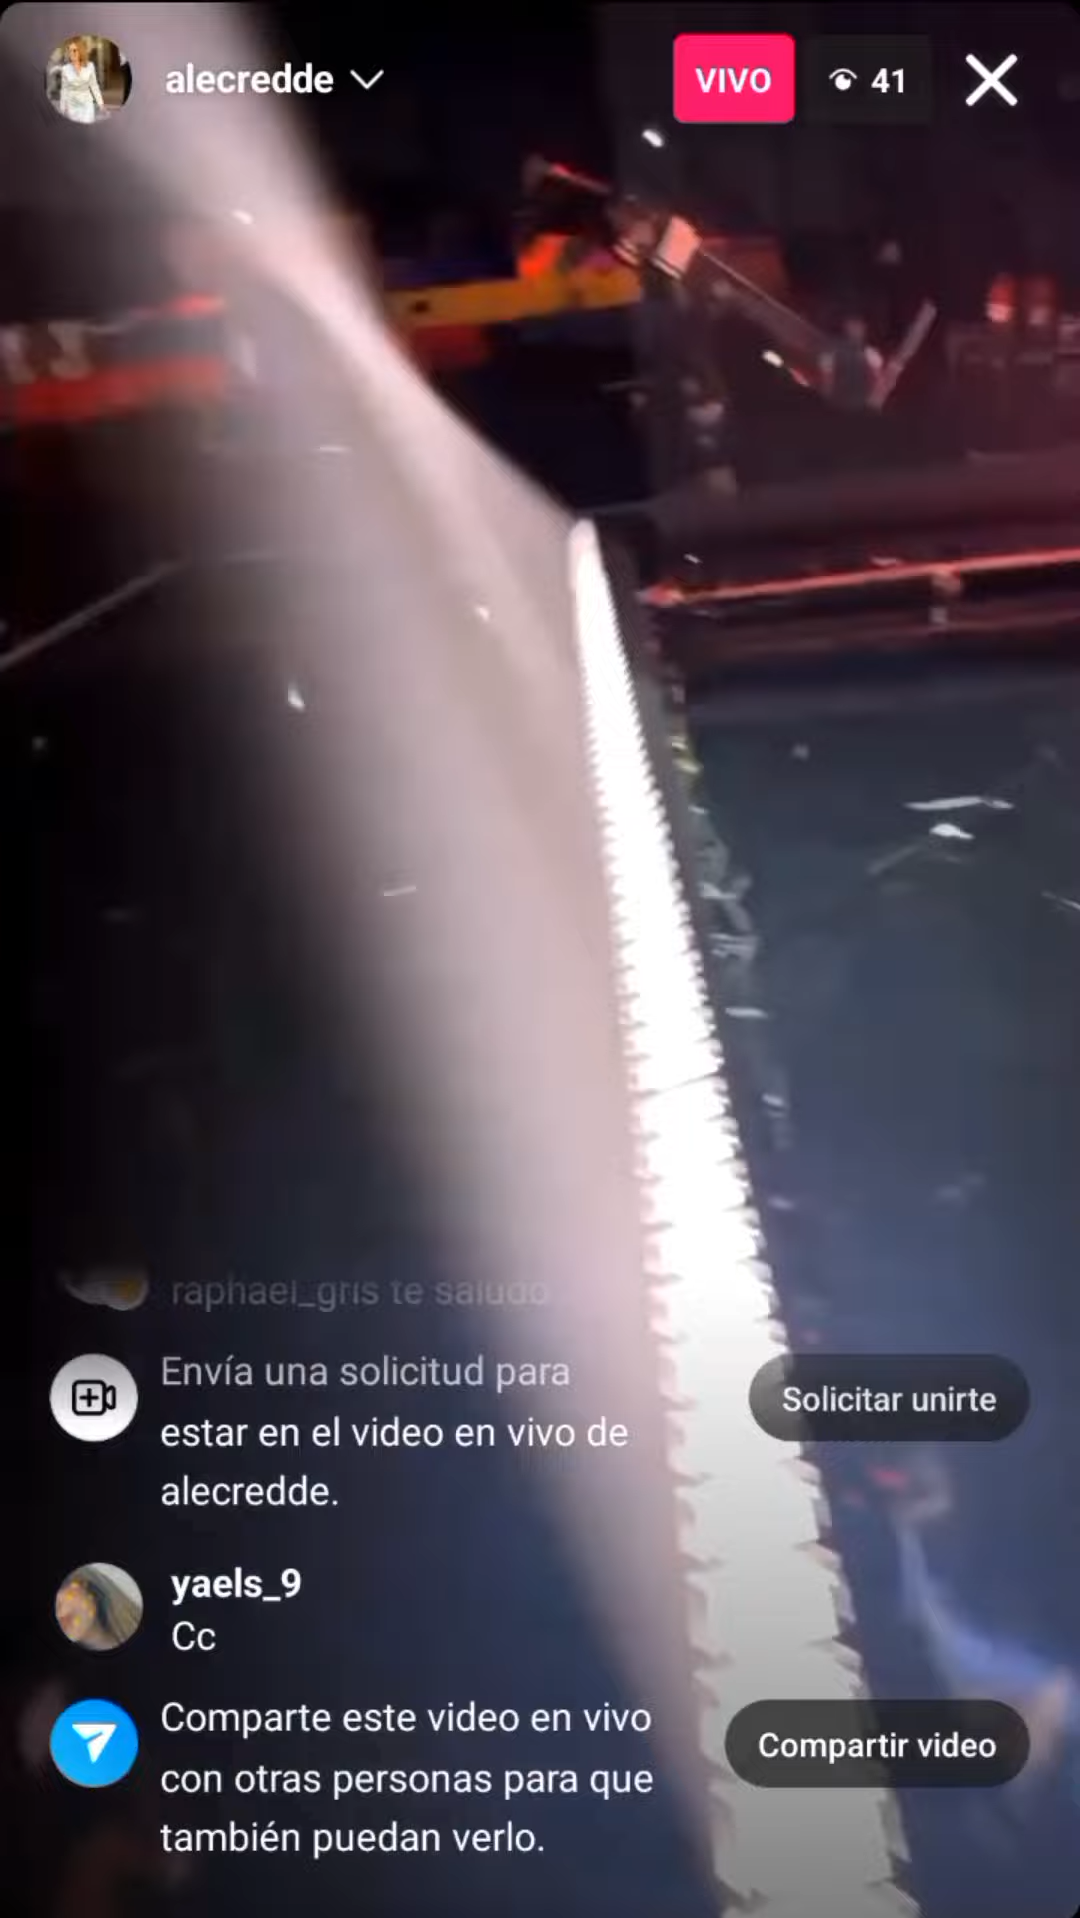 alecredde
VIVO
41
raphael_gris te saludó
Envía una solicitud para
estar en el video en vivo de
alecredde.
Solicitar unirte
yaels_9
Cc
Comparte este video en vivo
con otras personas para que
también puedan verlo.
Compartir video